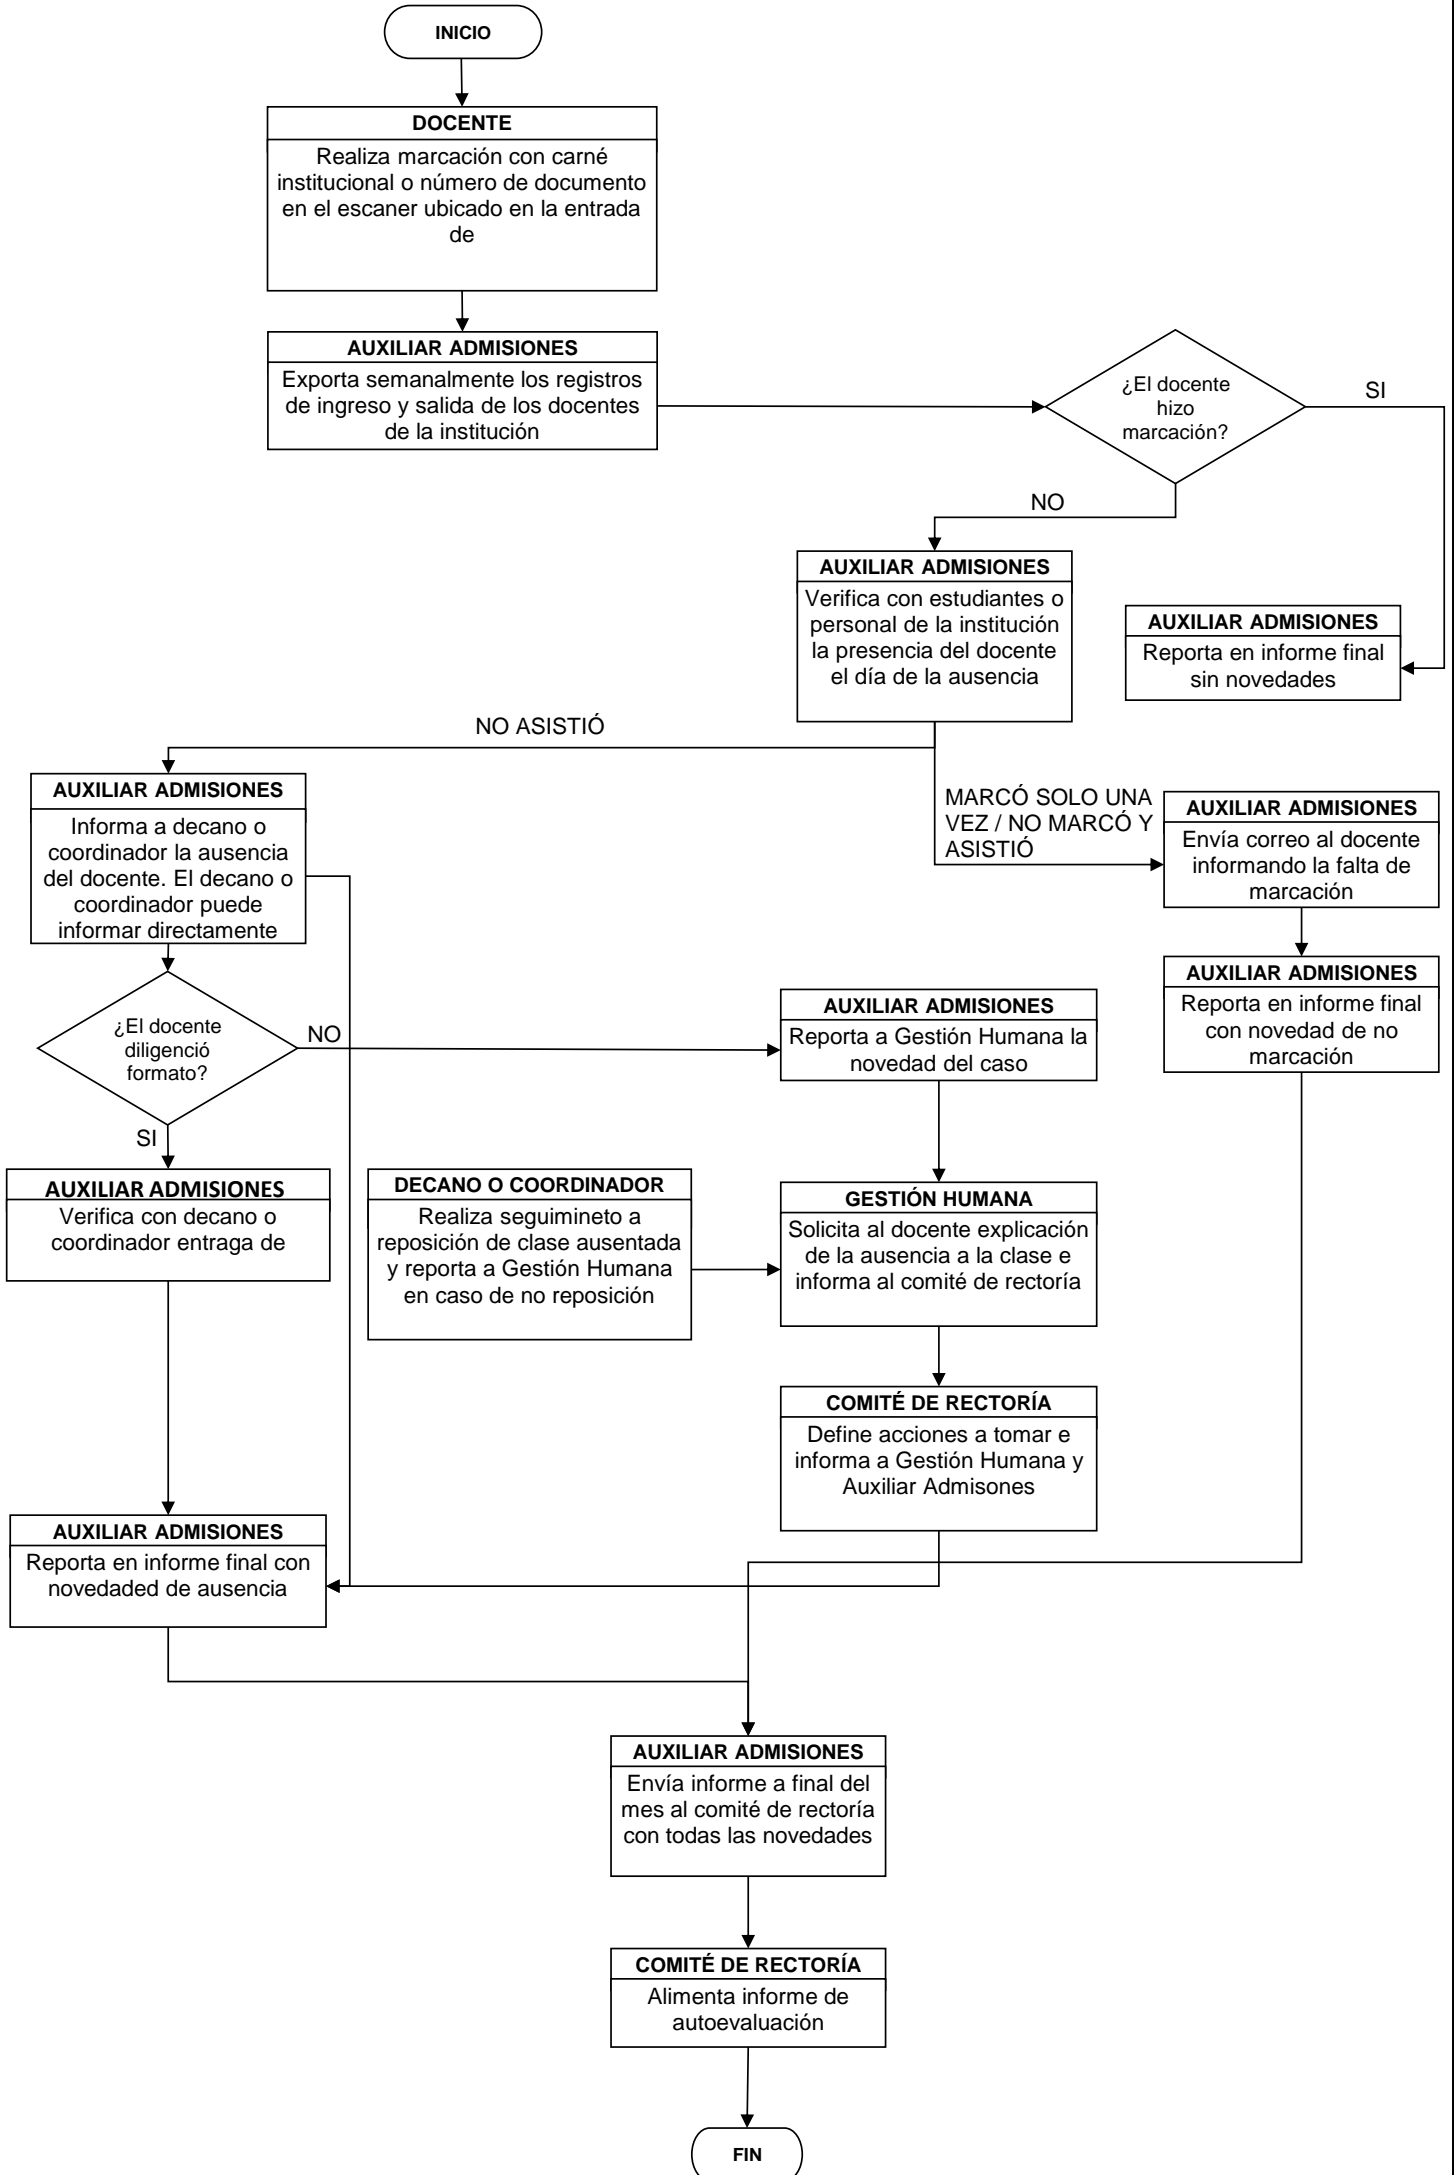 INICIO
DOCENTE
Realiza marcación con carné
institucional o número de documento
en el escaner ubicado en la entrada
de
AUXILIAR ADMISIONES
Exporta semanalmente los registros
de ingreso y salida de los docentes
de la institución
¿El docente
hizo
marcación?
SI
NO
AUXILIAR ADMISIONES
Verifica con estudiantes o
personal de la institución
la presencia del docente
el día de la ausencia
AUXILIAR ADMISIONES
Reporta en informe final
sin novedades
NO ASISTIÓ
MARCÓ SOLO UNA
VEZ / NO MARCÓ Y
ASISTIÓ
AUXILIAR ADMISIONES
Informa a decano o
coordinador la ausencia
del docente. El decano o
coordinador puede
informar directamente
AUXILIAR ADMISIONES
Envía correo al docente
informando la falta de
marcación
AUXILIAR ADMISIONES
Reporta en informe final
con novedad de no
marcación
¿El docente
diligenció
formato?
NO
SI
AUXILIAR ADMISIONES
Reporta a Gestión Humana la
novedad del caso
AUXILIAR ADMISIONES
Verifica con decano o
coordinador entraga de
DECANO O COORDINADOR
Realiza seguimineto a
reposición de clase ausentada
y reporta a Gestión Humana
en caso de no reposición
GESTIÓN HUMANA
Solicita al docente explicación
de la ausencia a la clase e
informa al comité de rectoría
COMITÉ DE RECTORÍA
Define acciones a tomar e
informa a Gestión Humana y
Auxiliar Admisones
AUXILIAR ADMISIONES
Reporta en informe final con
novedaded de ausencia
AUXILIAR ADMISIONES
Envía informe a final del
mes al comité de rectoría
con todas las novedades
COMITÉ DE RECTORÍA
Alimenta informe de
autoevaluación
FIN